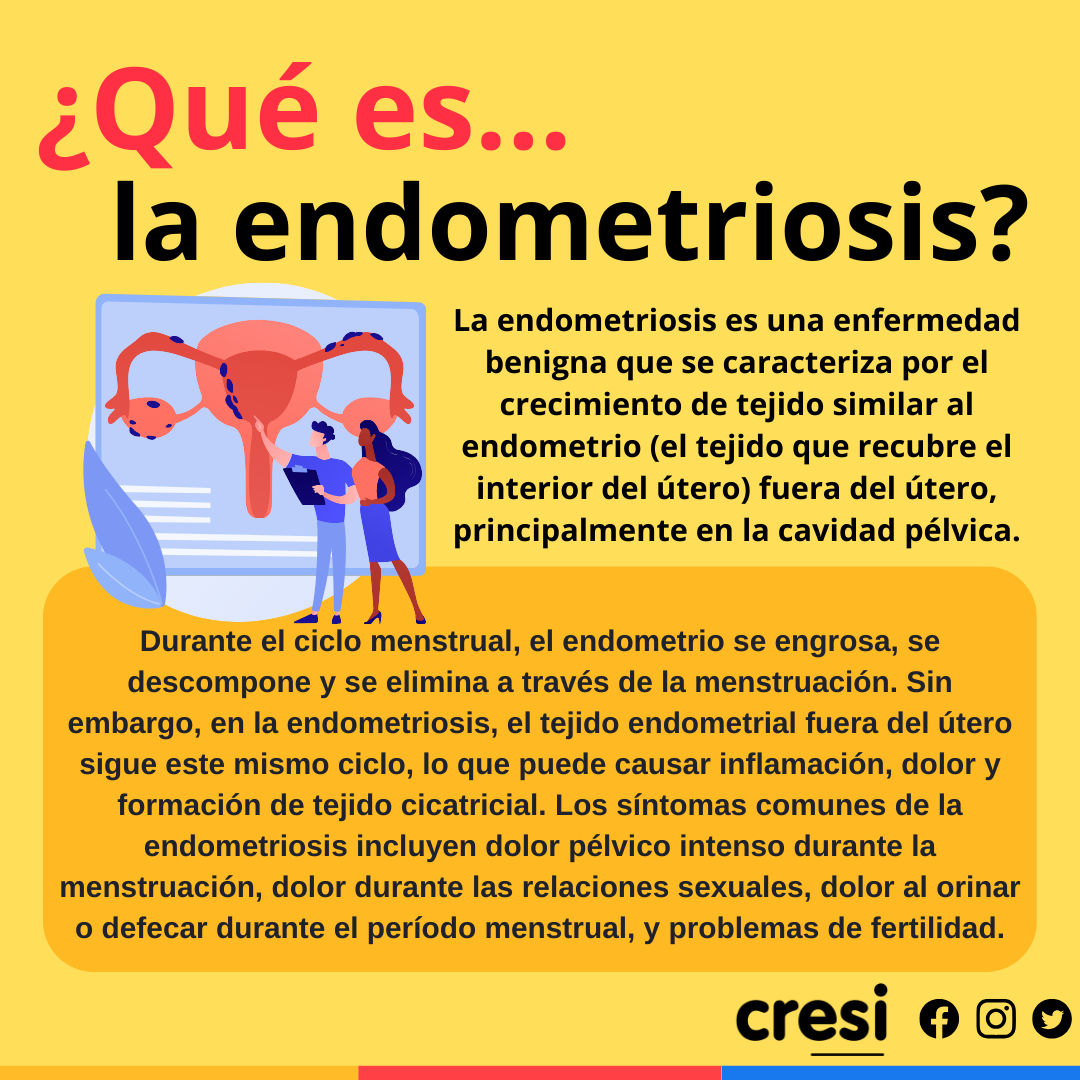 ¿Qué es...
la endometriosis?
La endometriosis es una enfermedad
benigna que se caracteriza por el
crecimiento de tejido similar al
endometrio (el tejido que recubre el
interior del útero) fuera del útero,
principalmente en la cavidad pélvica.
Durante el ciclo menstrual, el endometrio se engrosa, se
descompone y se elimina a través de la menstruación. Sin
embargo, en la endometriosis, el tejido endometrial fuera del útero
sigue este mismo ciclo, lo que puede causar inflamación, dolor y
formación de tejido cicatricial. Los síntomas comunes de la
endometriosis incluyen dolor pélvico intenso durante la
menstruación, dolor durante las relaciones sexuales, dolor al orinar
o defecar durante el período menstrual, y problemas de fertilidad.
cresi